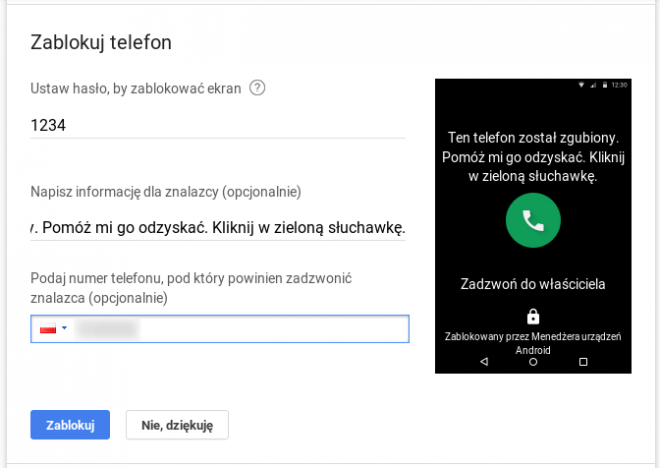 Zablokuj telefon
Ustaw hasło, by zablokować ekran ?
1234
Napisz informację dla znalazcy (opcjonalnie)
. Pomóż mi go odzyskać. Kliknij w zieloną słuchawkę.
Podaj numer telefonu, pod który powinien zadzwonić
znalazca (opcjonalnie)
Zablokuj
Nie, dziękuję
12:30
Ten telefon został zgubiony.
Pomóż mi go odzyskać. Kliknij
w zieloną słuchawkę.
Zadzwoń do właściciela
Zablokowany przez Menedżera urządzeń
Android